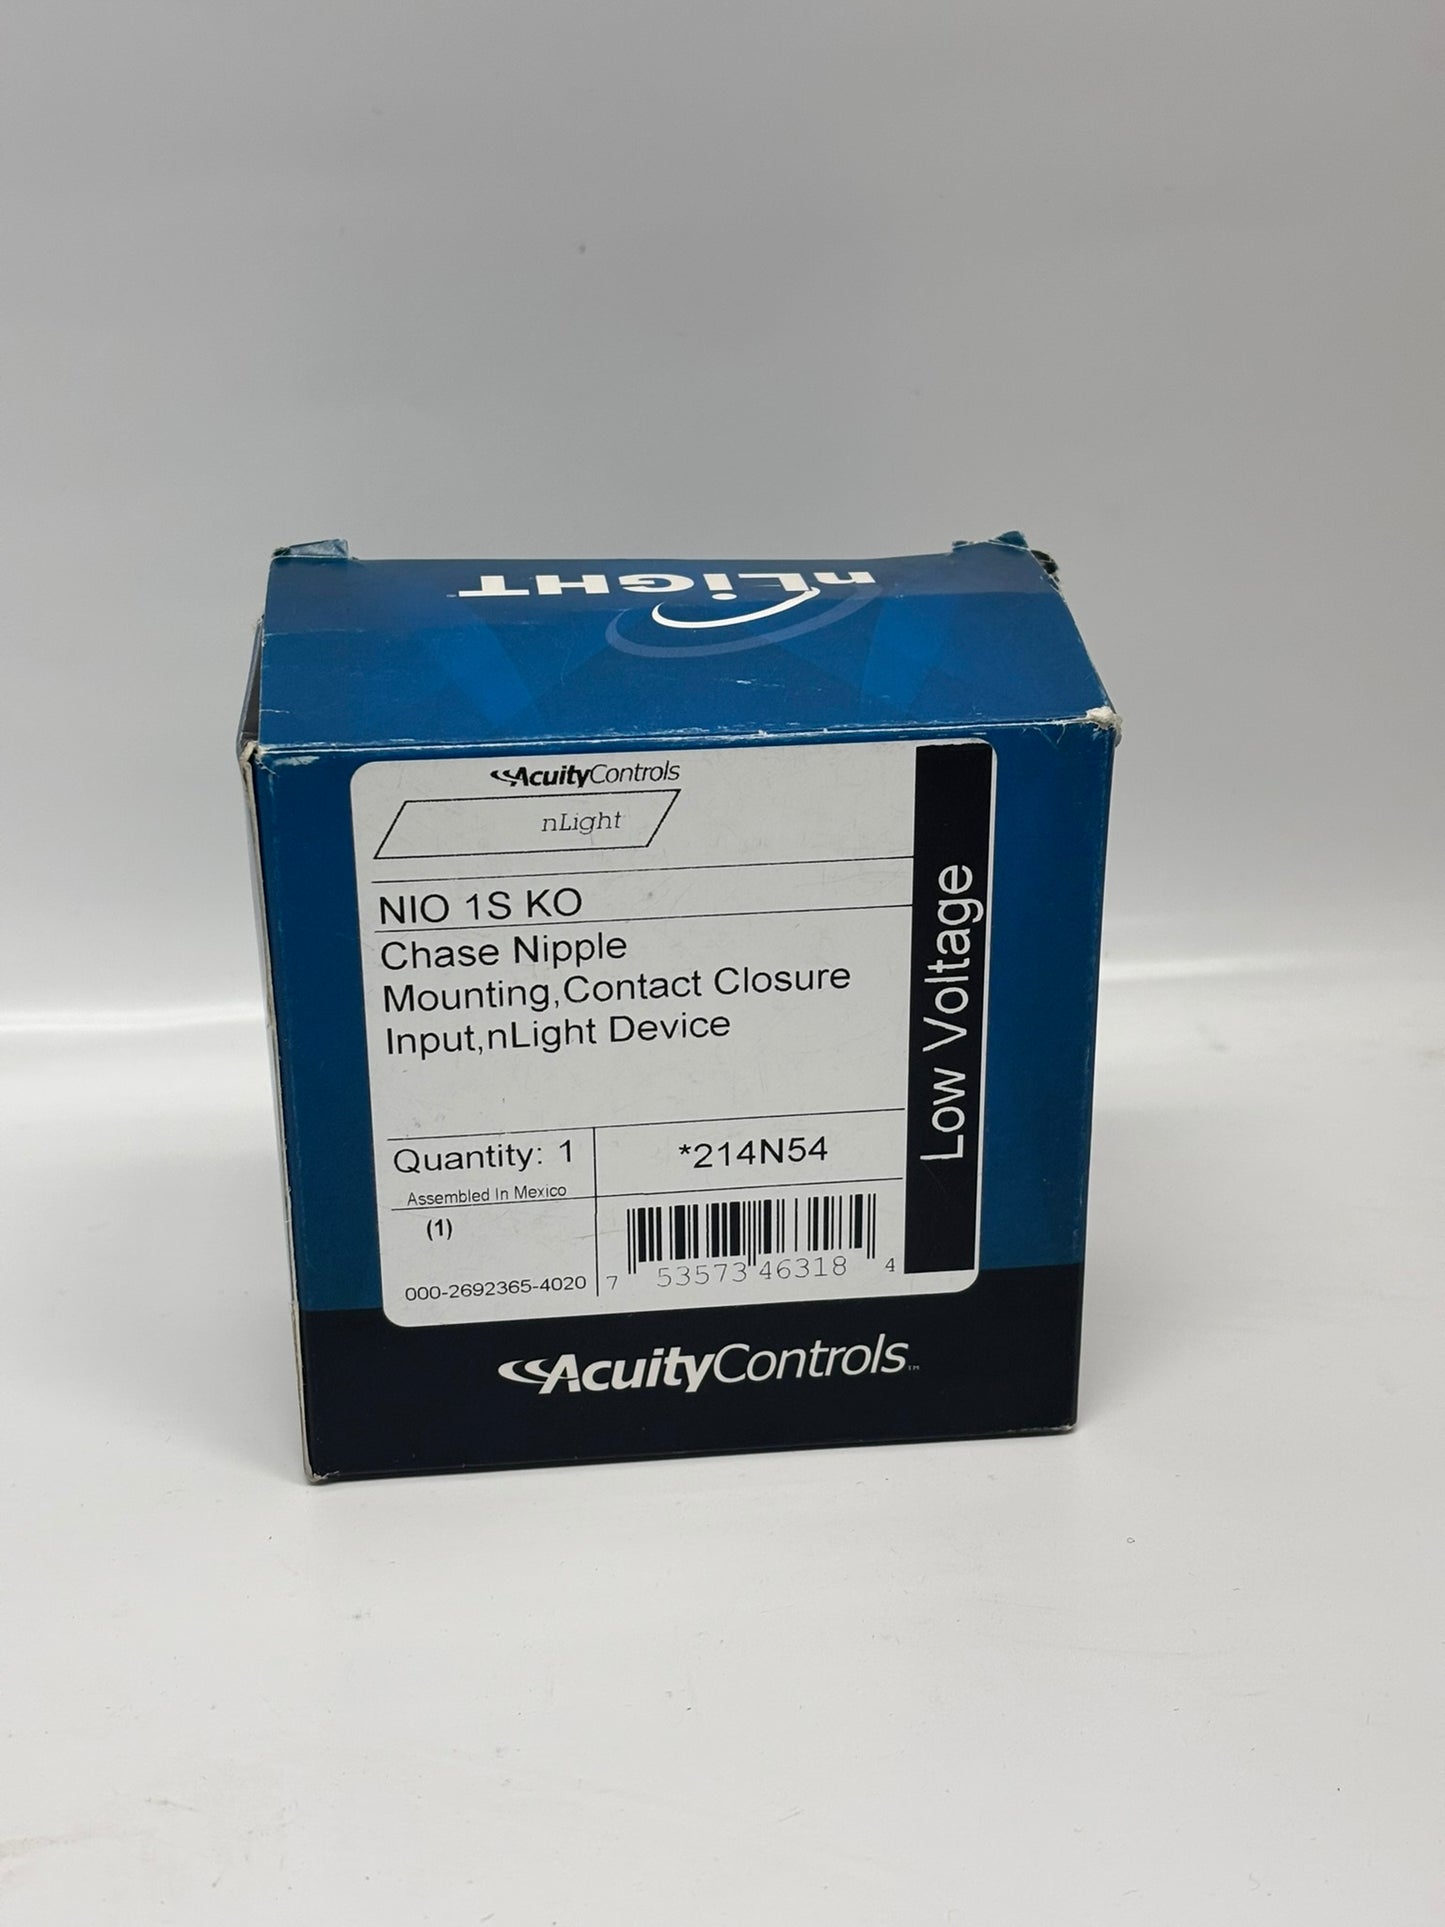 nLiGHT
AcuityControls
nLight
NIO 1S KO
Chase Nipple
Mounting,Contact Closure
Input,nLight Device
Low Voltage
Quantity: 1
*214N54
Assembled In Mexico
(1)
000-2692365-4020
7 53573 46318 4
AcuityControls™